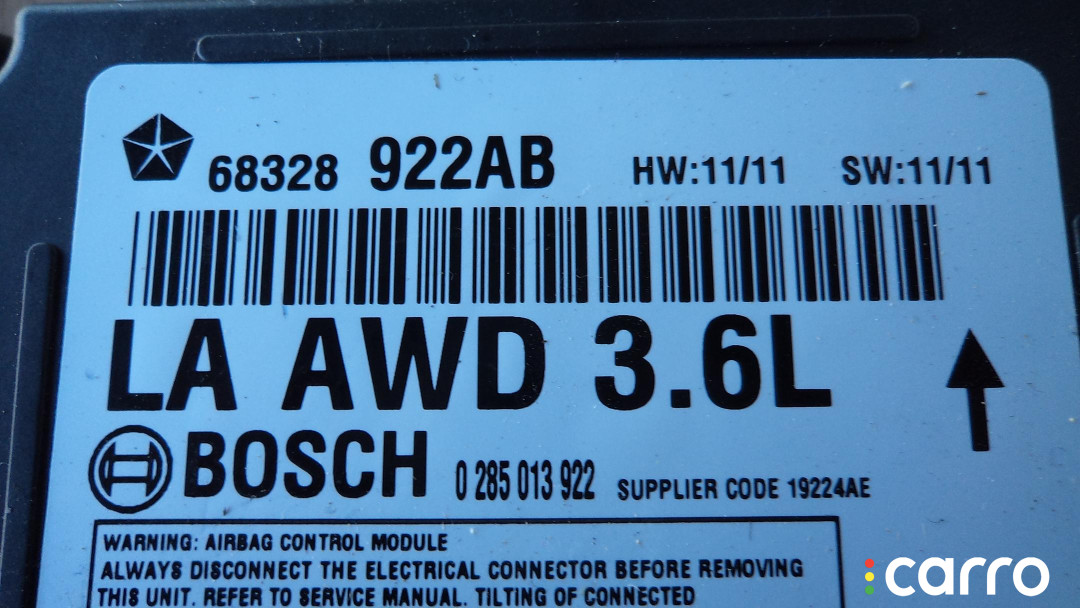 68328 922AB HW:11/11 SW:11/11
LA AWD 3.6L
BOSCH 0 285 013 922 SUPPLIER CODE 19224AE
WARNING: AIRBAG CONTROL MODULE
ALWAYS DISCONNECT THE ELECTRICAL CONNECTOR BEFORE REMOVING
THIS UNIT. REFER TO SERVICE MANUAL. TILTING OF CONNECTED
carro